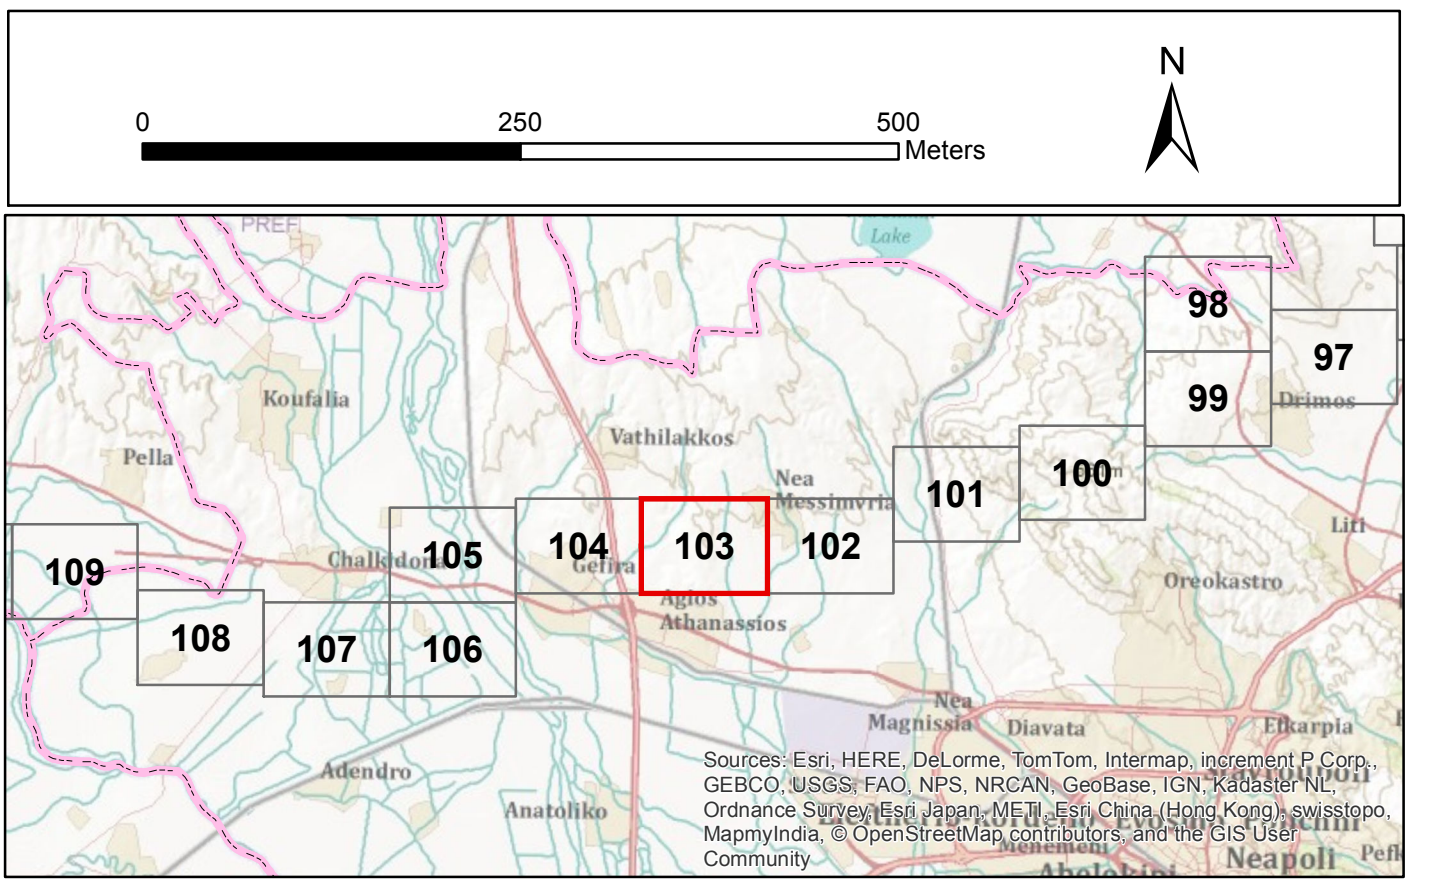 N
0 250 500
Meters
PREF
Lake
98
97
99
Drimos
Koufalia
Vathilakkos
Pella
Nea
Messimvria
100
101
Liti
104
103
102
105
Chalkidona
Gefira
109
Oreokastro
Agios
Athanassios
108
107
106
Nea
Magnissia
Diavata
Efkarpia
Adendro
Anatoliko
Sources: Esri, HERE, DeLorme, TomTom, Intermap, increment P Corp.,
GEBCO, USGS, FAO, NPS, NRCAN, GeoBase, IGN, Kadaster NL,
Ordnance Survey, Esri Japan, METI, Esri China (Hong Kong), swisstopo,
MapmyIndia, © OpenStreetMap contributors, and the GIS User
Community
Menemeni
Neapoli
Pefk